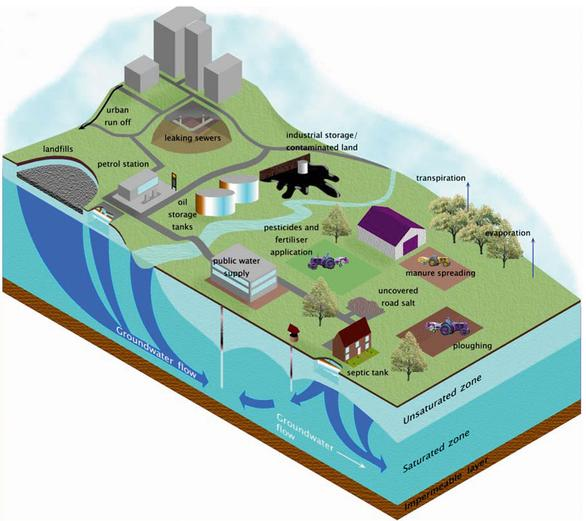 urban
run off
leaking sewers
industrial storage/
contaminated land
landfills
petrol station
transpiration
oil
storage
tanks
evaporation
pesticides and
fertiliser
application
public water
supply
manure spreading
uncovered
road salt
ploughing
septic tank
Groundwater flow
Groundwater
flow
Unsaturated zone
Saturated zone
Impermeable layer